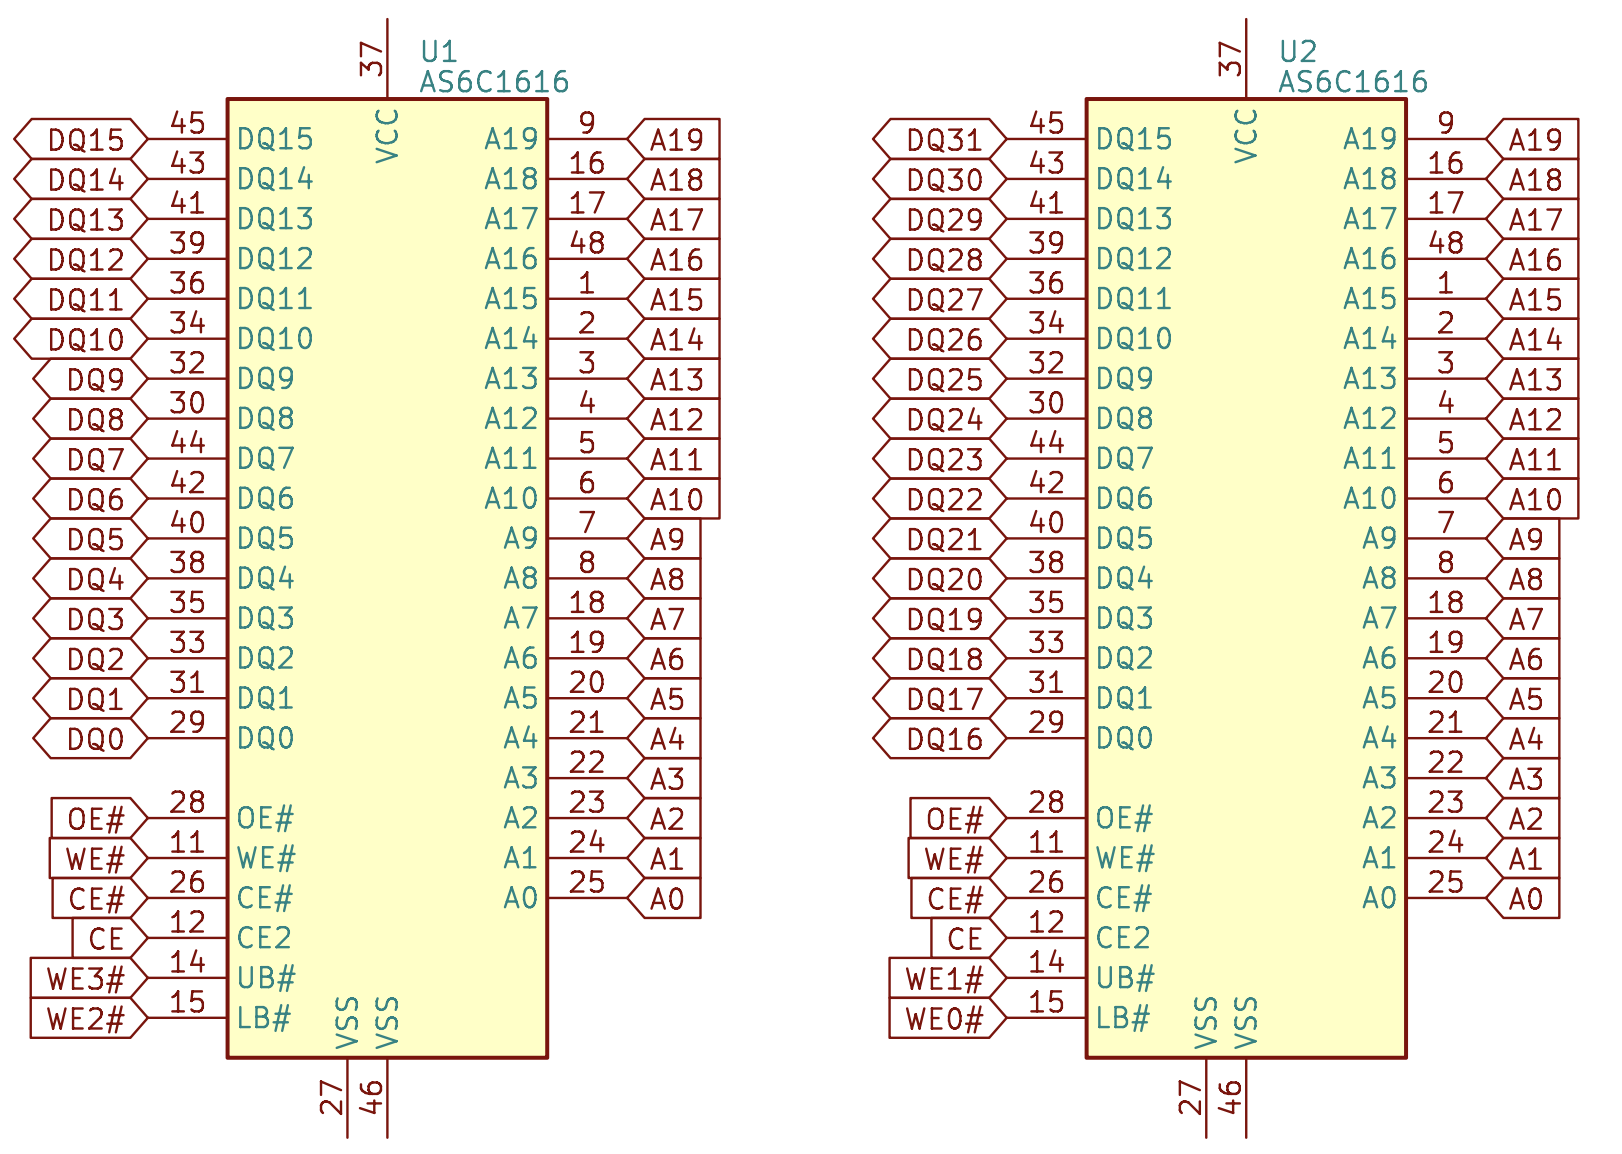 37 U1 37 U2
AS6C1616 AS6C1616
VCC VCC
DQ15 45 DQ15 A19 9 A19 DQ31 45 DQ15 A19 9 A19
DQ14 43 DQ14 A18 16 A18 DQ30 43 DQ14 A18 16 A18
DQ13 41 DQ13 A17 17 A17 DQ29 41 DQ13 A17 17 A17
DQ12 39 DQ12 A16 48 A16 DQ28 39 DQ12 A16 48 A16
DQ11 36 DQ11 A15 1 A15 DQ27 36 DQ11 A15 1 A15
DQ10 34 DQ10 A14 2 A14 DQ26 34 DQ10 A14 2 A14
DQ9 32 DQ9 A13 3 A13 DQ25 32 DQ9 A13 3 A13
DQ8 30 DQ8 A12 4 A12 DQ24 30 DQ8 A12 4 A12
DQ7 44 DQ7 A11 5 A11 DQ23 44 DQ7 A11 5 A11
DQ6 42 DQ6 A10 6 A10 DQ22 42 DQ6 A10 6 A10
DQ5 40 DQ5 A9 7 A9 DQ21 40 DQ5 A9 7 A9
DQ4 38 DQ4 A8 8 A8 DQ20 38 DQ4 A8 8 A8
DQ3 35 DQ3 A7 18 A7 DQ19 35 DQ3 A7 18 A7
DQ2 33 DQ2 A6 19 A6 DQ18 33 DQ2 A6 19 A6
DQ1 31 DQ1 A5 20 A5 DQ17 31 DQ1 A5 20 A5
DQ0 29 DQ0 A4 21 A4 DQ16 29 DQ0 A4 21 A4
A3 22 A3 A3 22 A3
OE# 28 OE# A2 23 A2 OE# 28 OE# A2 23 A2
WE# 11 WE# A1 24 A1 WE# 11 WE# A1 24 A1
CE# 26 CE# A0 25 A0 CE# 26 CE# A0 25 A0
CE 12 CE2 CE 12 CE2
WE3# 14 UB# WE1# 14 UB#
WE2# 15 LB# VSS VSS WE0# 15 LB# VSS VSS
27 46 27 46